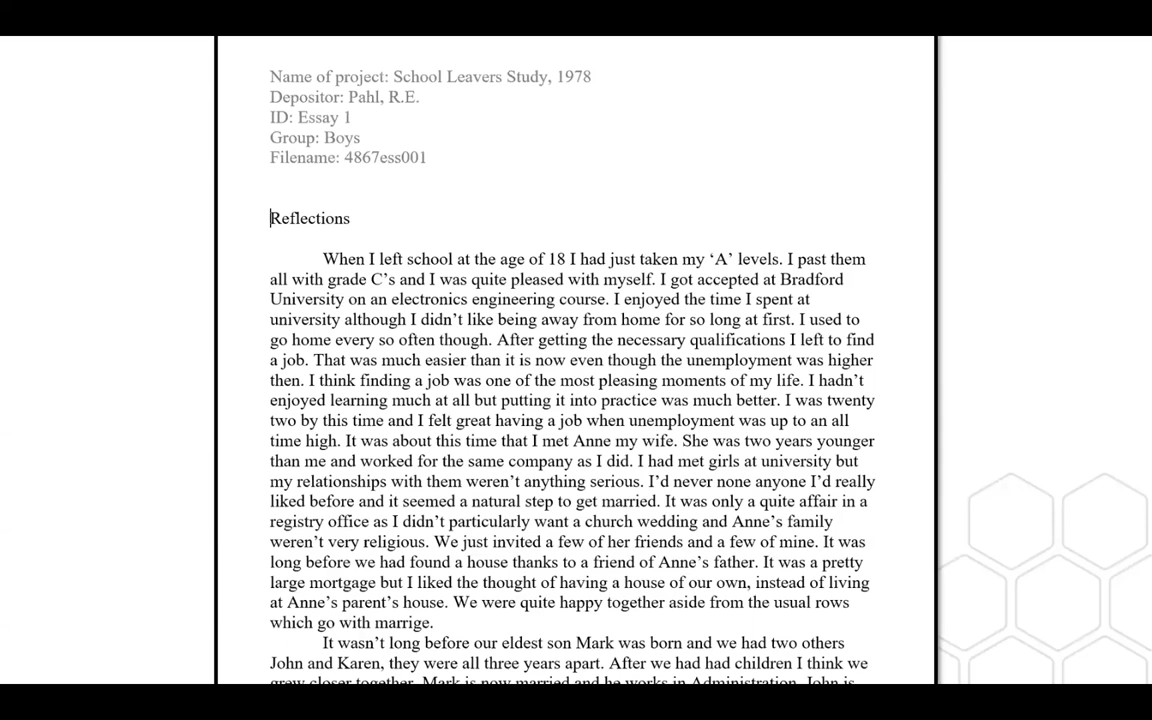 Name of project: School Leavers Study, 1978
Depositor: Pahl, R.E.
ID: Essay 1
Group: Boys
Filename: 4867ess001
Reflections
When I left school at the age of 18 I had just taken my ‘A’ levels. I past them
all with grade C’s and I was quite pleased with myself. I got accepted at Bradford
University on an electronics engineering course. I enjoyed the time I spent at
university although I didn’t like being away from home for so long at first. I used to
go home every so often though. After getting the necessary qualifications I left to find
a job. That was much easier than it is now even though the unemployment was higher
then. I think finding a job was one of the most pleasing moments of my life. I hadn’t
enjoyed learning much at all but putting it into practice was much better. I was twenty
two by this time and I felt great having a job when unemployment was up to an all
time high. It was about this time that I met Anne my wife. She was two years younger
than me and worked for the same company as I did. I had met girls at university but
my relationships with them weren’t anything serious. I’d never none anyone I’d really
liked before and it seemed a natural step to get married. It was only a quite affair in a
registry office as I didn’t particularly want a church wedding and Anne’s family
weren’t very religious. We just invited a few of her friends and a few of mine. It was
long before we had found a house thanks to a friend of Anne’s father. It was a pretty
large mortgage but I liked the thought of having a house of our own, instead of living
at Anne’s parent’s house. We were quite happy together aside from the usual rows
which go with marrige.
It wasn’t long before our eldest son Mark was born and we had two others
John and Karen, they were all three years apart. After we had had children I think we
grew closer together. Mark is now married and he works in Administration. John is